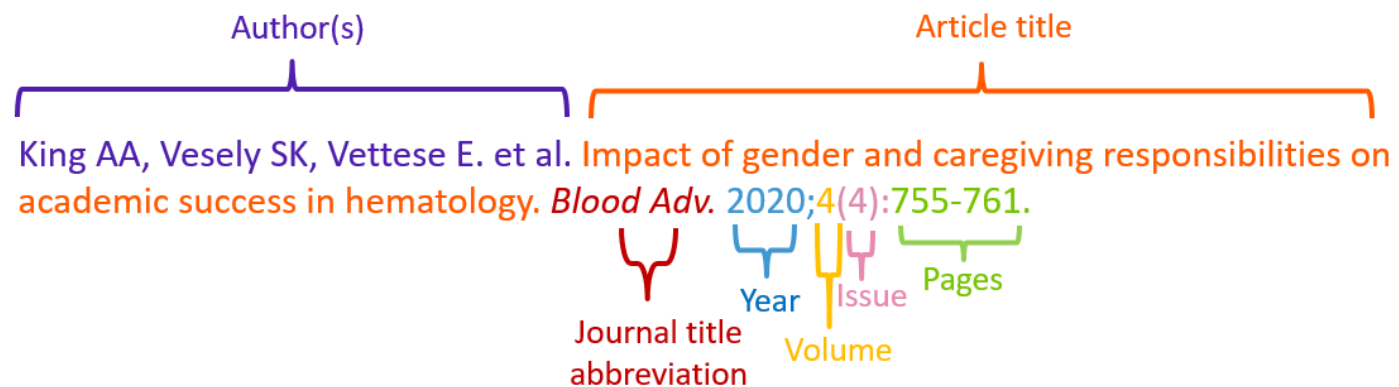 Author(s)
Article title
King AA, Vesely SK, Vettese E. et al. Impact of gender and caregiving responsibilities on
academic success in hematology. Blood Adv. 2020;4(4):755-761.
Year
Issue
Pages
Journal title
abbreviation
Volume